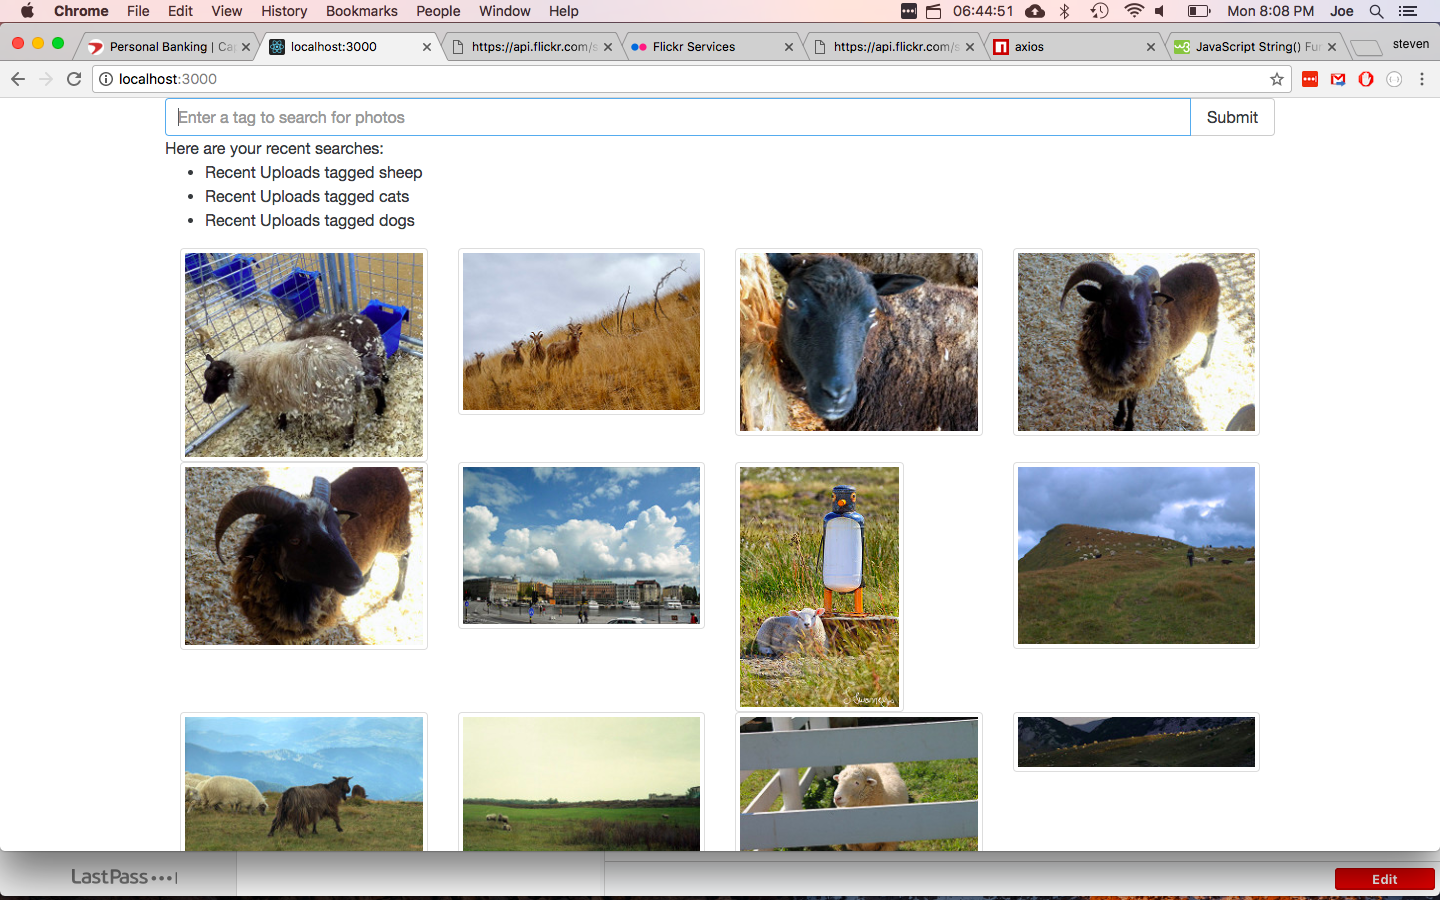 Chrome File Edit View History Bookmarks People Window Help 06:44:51 Mon 8:08 PM Joe
Personal Banking | Ca
localhost:3000
https://api.flickr.com/s
Flickr Services
https://api.flickr.com/s
axios
JavaScript String() Fun
steven
localhost:3000
Enter a tag to search for photos Submit
Here are your recent searches:
• Recent Uploads tagged sheep
• Recent Uploads tagged cats
• Recent Uploads tagged dogs
LastPass
Edit